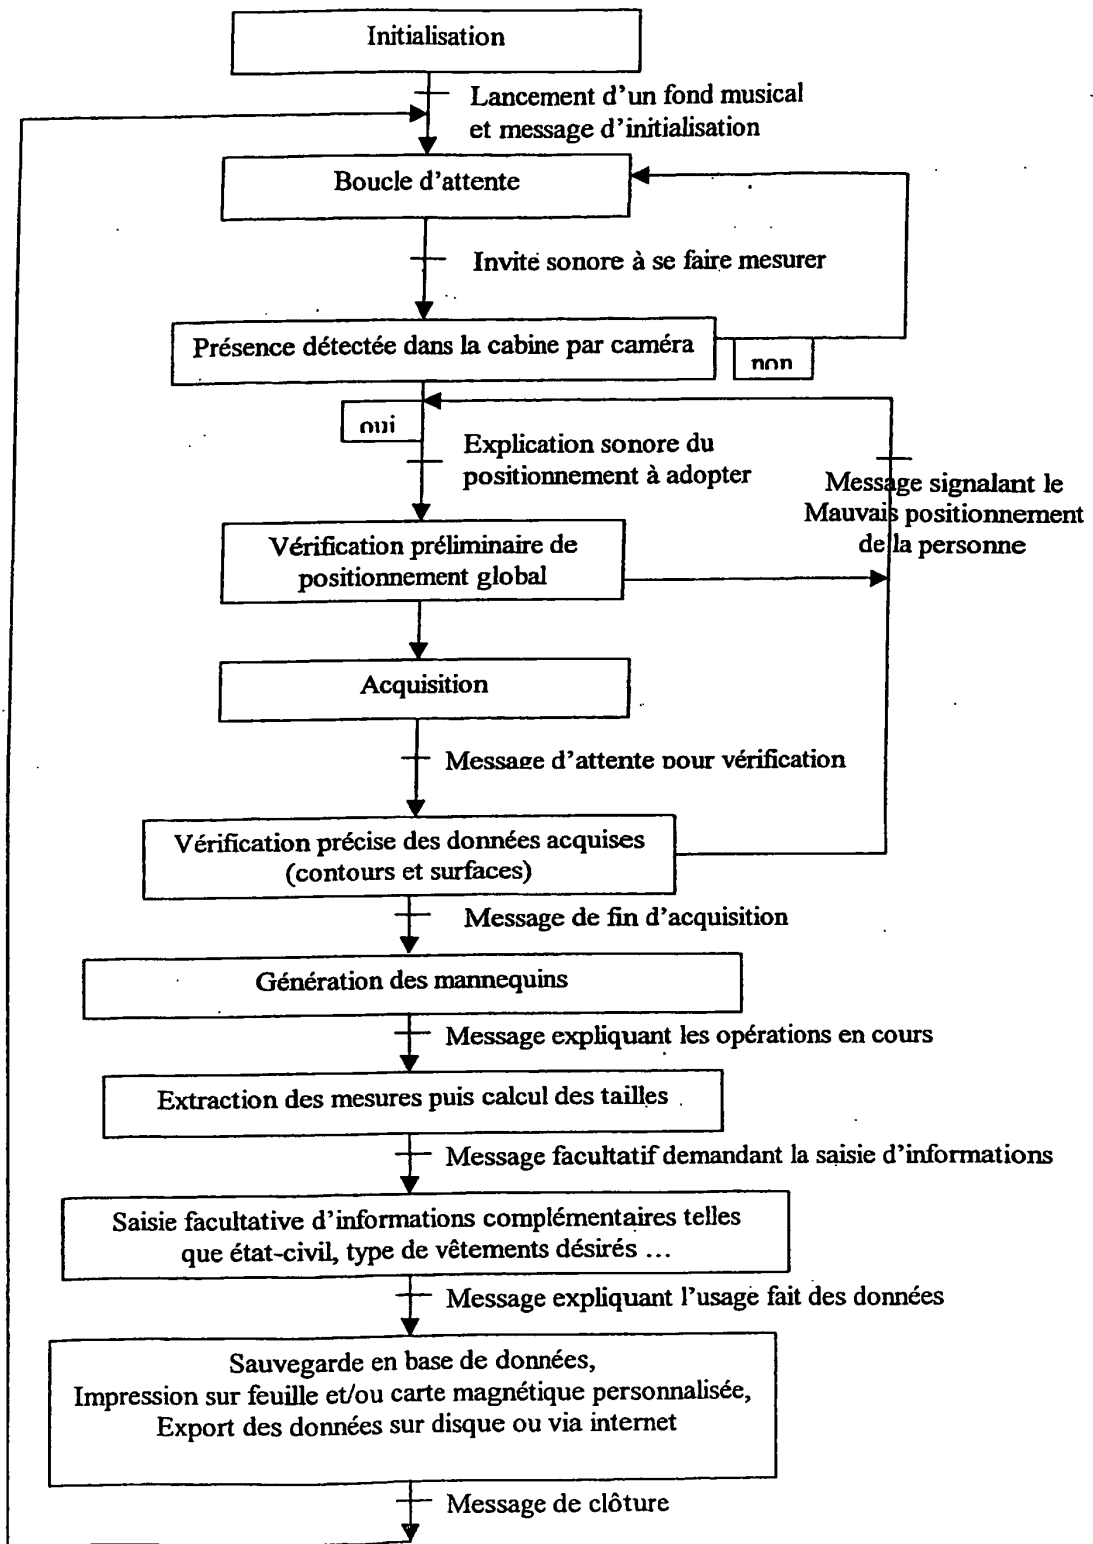 Initialisation
Lancement d'un fond musical
et message d'initialisation
Boucle d'attente
Invite sonore à se faire mesurer
Présence détectée dans la cabine par caméra
non
oui
Explication sonore du
positionnement à adopter
Message signalant le
Mauvais positionnement
de la personne
Vérification préliminaire de
positionnement global
Acquisition
Message d'attente pour vérification
Vérification précise des données acquises
(contours et surfaces)
Message de fin d'acquisition
Génération des mannequins
Message expliquant les opérations en cours
Extraction des mesures puis calcul des tailles
Message facultatif demandant la saisie d'informations
Saisie facultative d'informations complémentaires telles
que état-civil, type de vêtements désirés ...
Message expliquant l'usage fait des données
Sauvegarde en base de données,
Impression sur feuille et/ou carte magnétique personnalisée,
Export des données sur disque ou via internet
Message de clôture